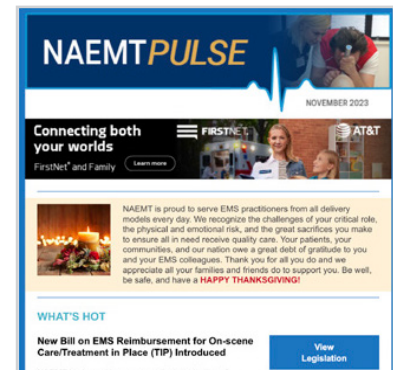 NAEMTPULSE
NOVEMBER 2023
Connecting both
your worlds
FirstNet® and Family
Learn more
FIRSTNET
AT&T
NAEMT is proud to serve EMS practitioners from all delivery
models every day. We recognize the challenges of your critical role,
the physical and emotional risk, and the great sacrifices you make
to ensure all in need receive quality care. Your patients, your
communities, and our nation owe a great debt of gratitude to you
and your EMS colleagues. Thank you for all you do and we
appreciate all your families and friends do to support you. Be well,
be safe, and have a HAPPY THANKSGIVING!
WHAT'S HOT
New Bill on EMS Reimbursement for On-scene
Care/Treatment in Place (TIP) Introduced
View
Legislation